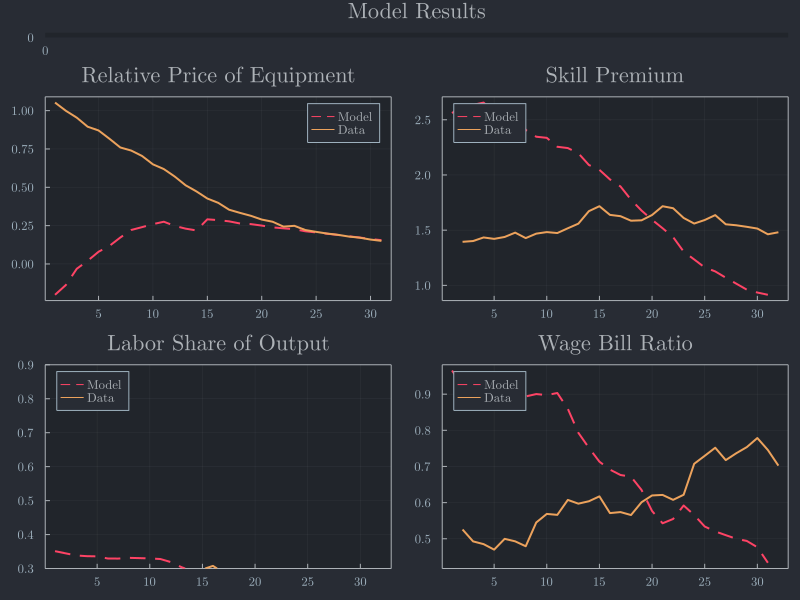 Model Results
0
0
Relative Price of Equipment
1.00
0.75
0.50
0.25
0.00
Model
Data
5 10 15 20 25 30
Skill Premium
2.5
2.0
1.5
1.0
Model
Data
5 10 15 20 25 30
Labor Share of Output
0.9
0.8
0.7
0.6
0.5
0.4
0.3
Model
Data
5 10 15 20 25 30
Wage Bill Ratio
0.9
0.8
0.7
0.6
0.5
Model
Data
5 10 15 20 25 30